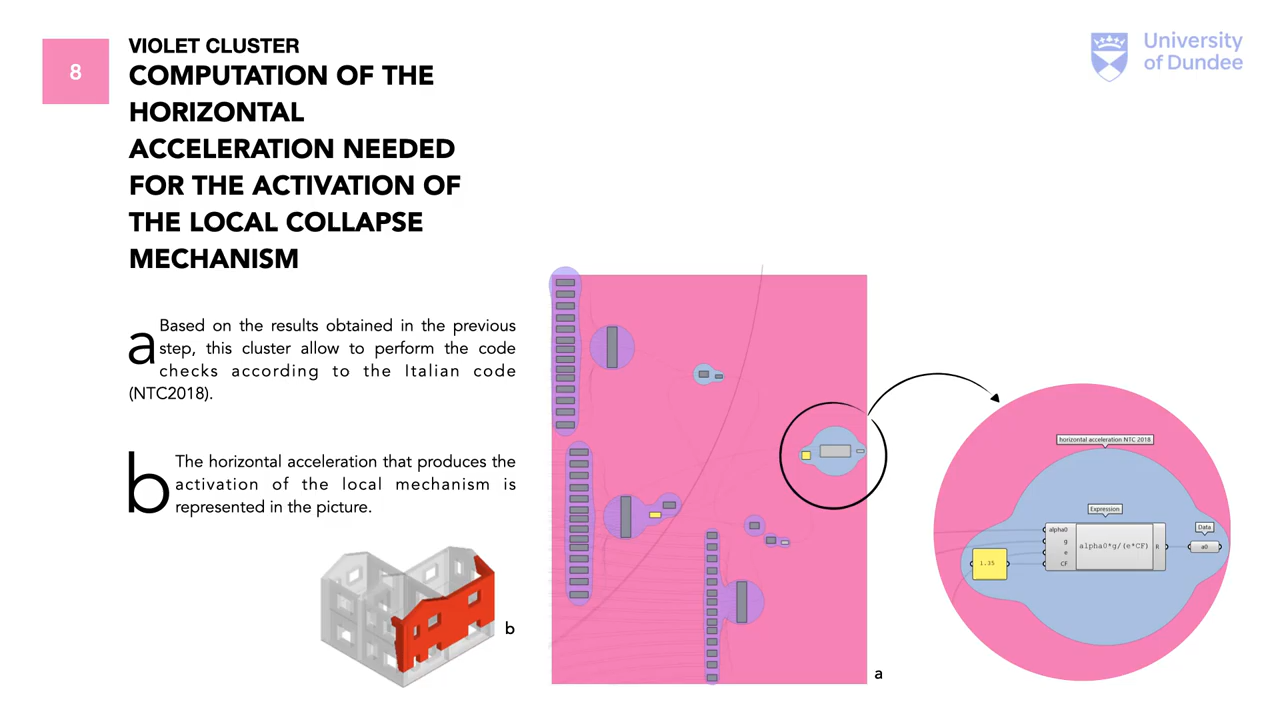 8
VIOLET CLUSTER
COMPUTATION OF THE
HORIZONTAL
ACCELERATION NEEDED
FOR THE ACTIVATION OF
THE LOCAL COLLAPSE
MECHANISM
University
of Dundee
a Based on the results obtained in the previous
step, this cluster allow to perform the code
checks according to the Italian code
(NTC2018).
b The horizontal acceleration that produces the
activation of the local mechanism is
represented in the picture.
b
a
horizontal acceleration NTC 2018
Expression
alpha0
g
e
CF
alpha0*g/(e*CF)
R
1.35
Data
a0